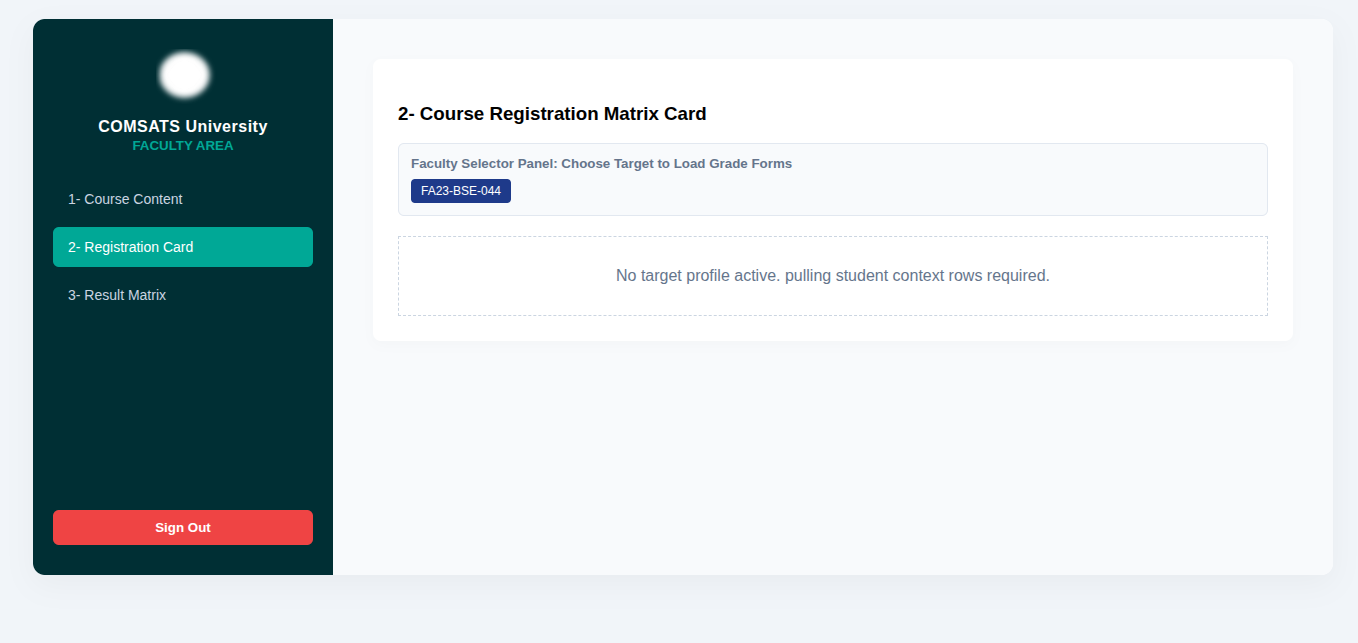 COMSATS University
FACULTY AREA
1- Course Content
2- Registration Card
3- Result Matrix
Sign Out
2- Course Registration Matrix Card
Faculty Selector Panel: Choose Target to Load Grade Forms
FA23-BSE-044
No target profile active. pulling student context rows required.